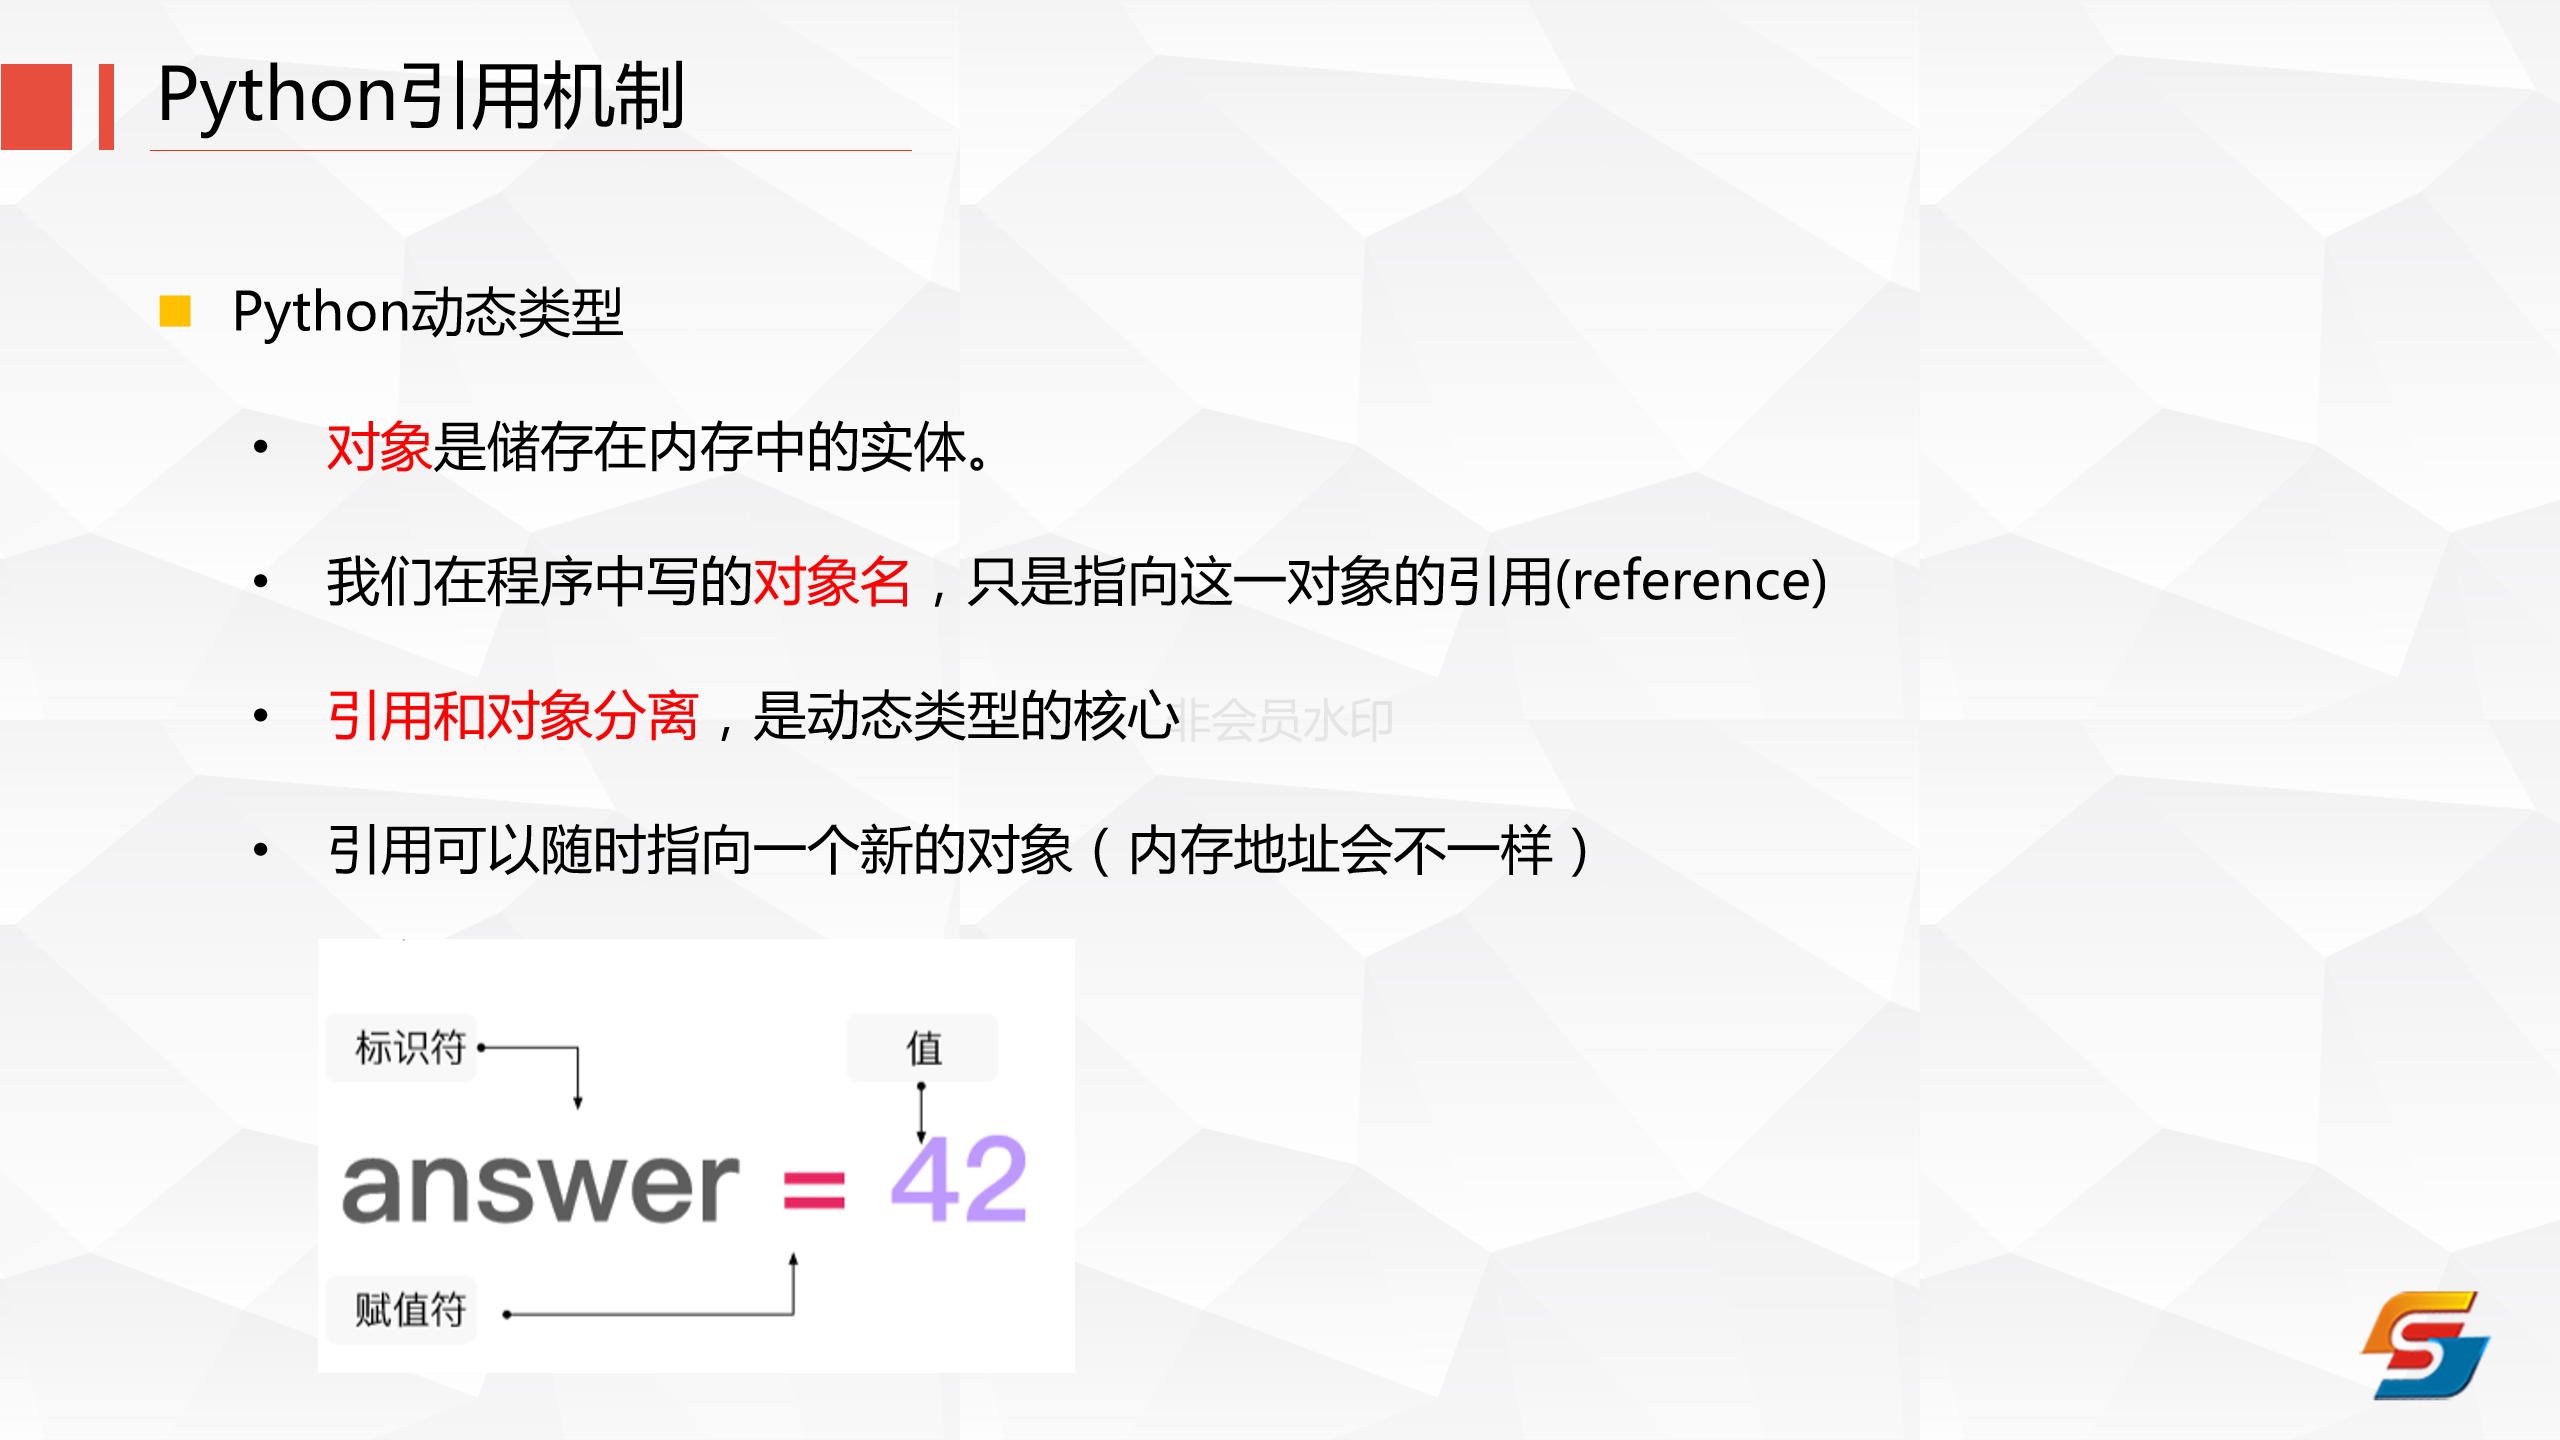 Python引用机制
Python动态类型
对象是储存在内存中的实体。
我们在程序中写的对象名，只是指向这一对象的引用(reference)
引用和对象分离，是动态类型的核心
非会员水印
引用可以随时指向一个新的对象（内存地址会不一样）
标识符
值
answer = 42
赋值符